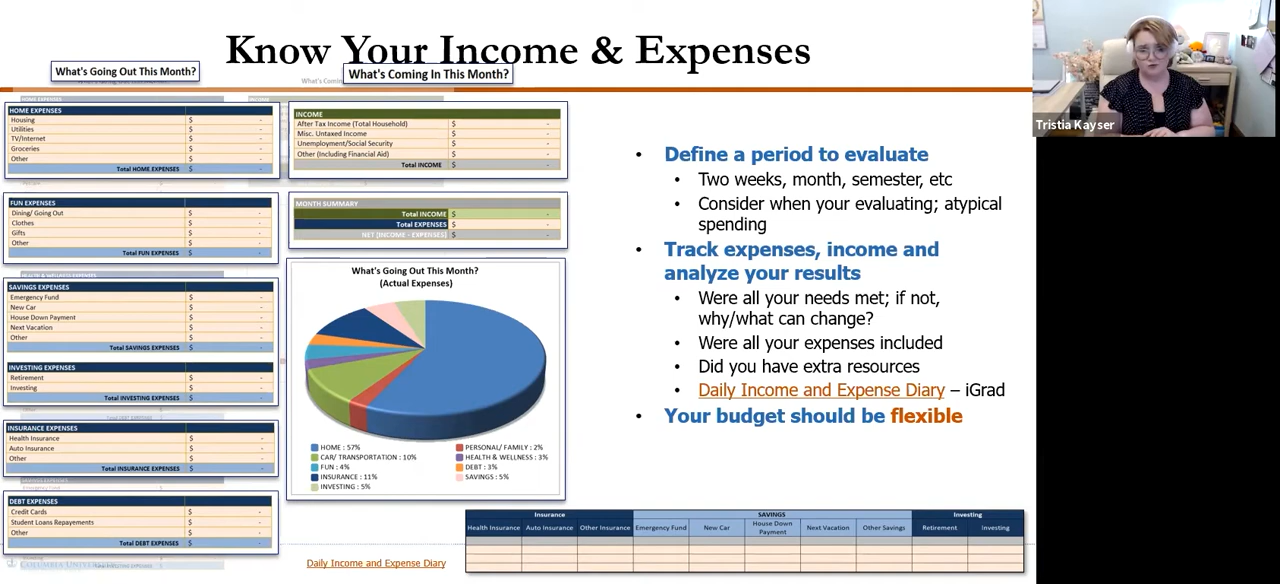 Know Your Income & Expenses
What's Going Out This Month?
What's Coming In This Month?
HOME EXPENSES
Housing $ -
Utilities $ -
TV/Internet $ -
Groceries $ -
Other $ -
Total HOME EXPENSES $ -
FUN EXPENSES
Dining/ Going Out $ -
Clothes $ -
Gifts $ -
Other $ -
Total FUN EXPENSES $ -
SAVINGS EXPENSES
Emergency Fund $ -
New Car $ -
House Down Payment $ -
Next Vacation $ -
Other $ -
Total SAVINGS EXPENSES $ -
INVESTING EXPENSES
Retirement $ -
Investing $ -
Total INVESTING EXPENSES $ -
INSURANCE EXPENSES
Health Insurance $ -
Auto Insurance $ -
Other $ -
Total INSURANCE EXPENSES $ -
DEBT EXPENSES
Credit Cards $ -
Student Loans Repayements $ -
Other $ -
Total DEBT EXPENSES $ -
INCOME
After Tax Income (Total Household) $ -
Misc. Untaxed Income $ -
Unemployment/Social Security $ -
Other (Including Financial Aid) $ -
Total INCOME $ -
MONTH SUMMARY
Total INCOME $ -
Total EXPENSES $ -
NET (INCOME - EXPENSES) $ -
What's Going Out This Month?
(Actual Expenses)
HOME : 57%
PERSONAL/ FAMILY : 2%
CAR/ TRANSPORTATION : 10%
HEALTH & WELLNESS : 3%
FUN : 4%
DEBT : 3%
INSURANCE : 11%
SAVINGS : 5%
INVESTING : 5%
• Define a period to evaluate
• Two weeks, month, semester, etc
• Consider when your evaluating; atypical
spending
• Track expenses, income and
analyze your results
• Were all your needs met; if not,
why/what can change?
• Were all your expenses included
• Did you have extra resources
• Daily Income and Expense Diary – iGrad
• Your budget should be flexible
Insurance SAVINGS Investing
Health Insurance Auto Insurance Other Insurance Emergency Fund New Car House Down Payment Next Vacation Other Savings Retirement Investing
Daily Income and Expense Diary
Tristia Kayser